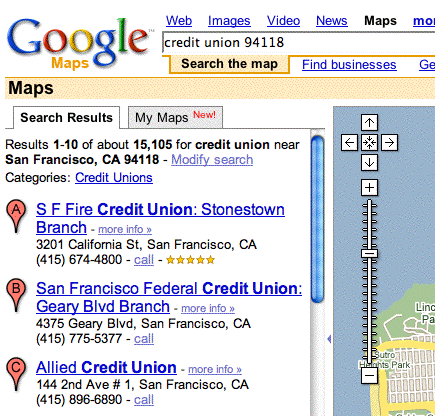 Web Images Video News Maps mo
Google™
Maps
credit union 94118
Search the map Find businesses Ge
Maps
Search Results My Maps New!
Results 1-10 of about 15,105 for credit union near
San Francisco, CA 94118 - Modify search
Categories: Credit Unions
A
S F Fire Credit Union: Stonestown
Branch - more info »
3201 California St, San Francisco, CA
(415) 674-4800 - call -
B
San Francisco Federal Credit Union:
Geary Blvd Branch - more info »
4375 Geary Blvd, San Francisco, CA
(415) 775-5377 - call
C
Allied Credit Union - more info »
144 2nd Ave # 1, San Francisco, CA
(415) 896-6890 - call
Linco
Pa
Sutro
Heights Park